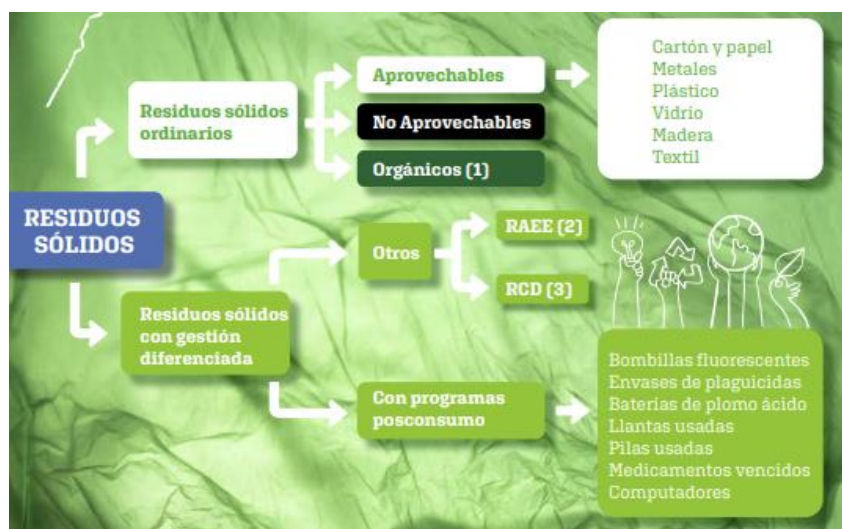 RESIDUOS
SÓLIDOS
Residuos sólidos
ordinarios
Aprovechables
Cartón y papel
Metales
Plástico
Vidrio
Madera
Textil
No Aprovechables
Orgánicos (1)
Residuos sólidos
con gestión
diferenciada
Otros
RAEE (2)
RCD (3)
Con programas
posconsumo
Bombillas fluorescentes
Envases de plaguicidas
Baterías de plomo ácido
Llantas usadas
Pilas usadas
Medicamentos vencidos
Computadores